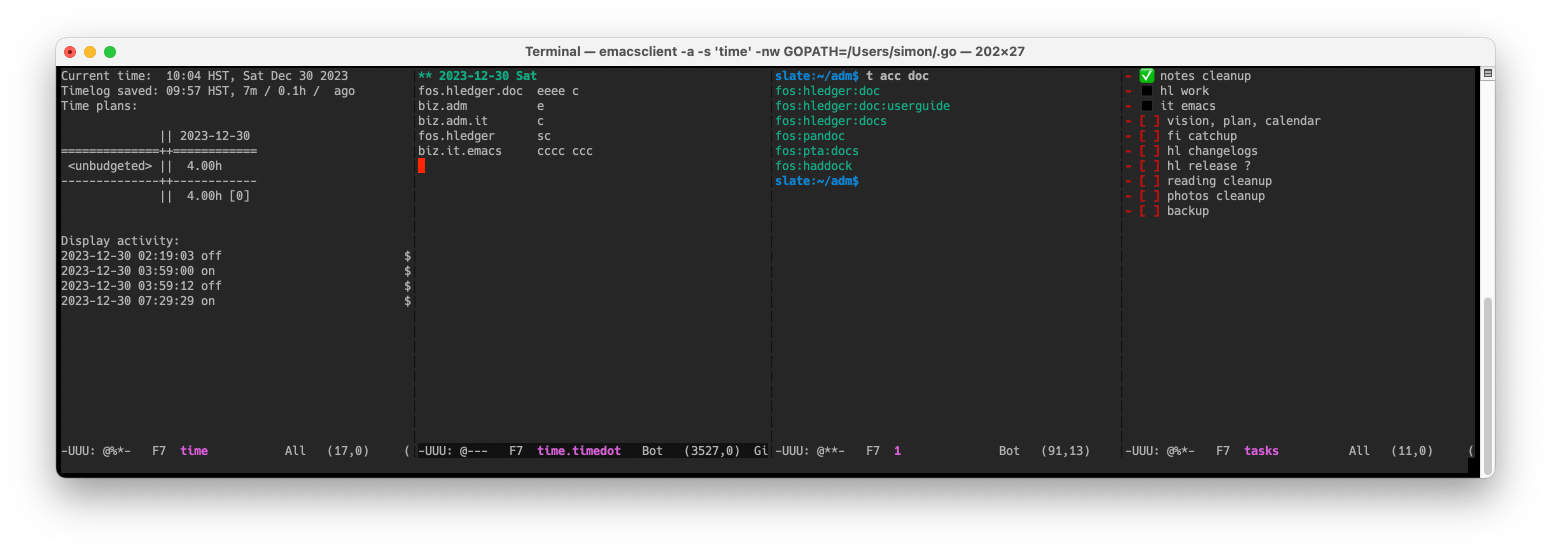 Terminal — emacsclient -a -s 'time' -nw GOPATH=/Users/simon/.go — 202×27
Current time:  10:04 HST, Sat Dec 30 2023
Timelog saved: 09:57 HST, 7m / 0.1h /  ago
Time plans:
              || 2023-12-30
==============++============
 <unbudgeted> ||  4.00h
--------------++------------
              ||  4.00h [0]
Display activity:
2023-12-30 02:19:03 off $
2023-12-30 03:59:00 on $
2023-12-30 03:59:12 off $
2023-12-30 07:29:29 on $
-UUU: @%*-   F7  time           All   (17,0)     (
** 2023-12-30 Sat
fos.hledger.doc  eeee c
biz.adm          e
biz.adm.it       c
fos.hledger      sc
biz.it.emacs     cccc ccc
-UUU: @---   F7  time.timedot   Bot   (3527,0)  Gi
slate:~/adm$ t acc doc
fos:hledger:doc
fos:hledger:doc:userguide
fos:hledger:docs
fos:pandoc
fos:pta:docs
fos:haddock
slate:~/adm$
-UUU: @**-   F7  1              Bot   (91,13)
- ✅ notes cleanup
- ◼ hl work
- ◼ it emacs
- [ ] vision, plan, calendar
- [ ] fi catchup
- [ ] hl changelogs
- [ ] hl release ?
- [ ] reading cleanup
- [ ] photos cleanup
- [ ] backup
-UUU: @%*-   F7  tasks          All   (11,0)     (